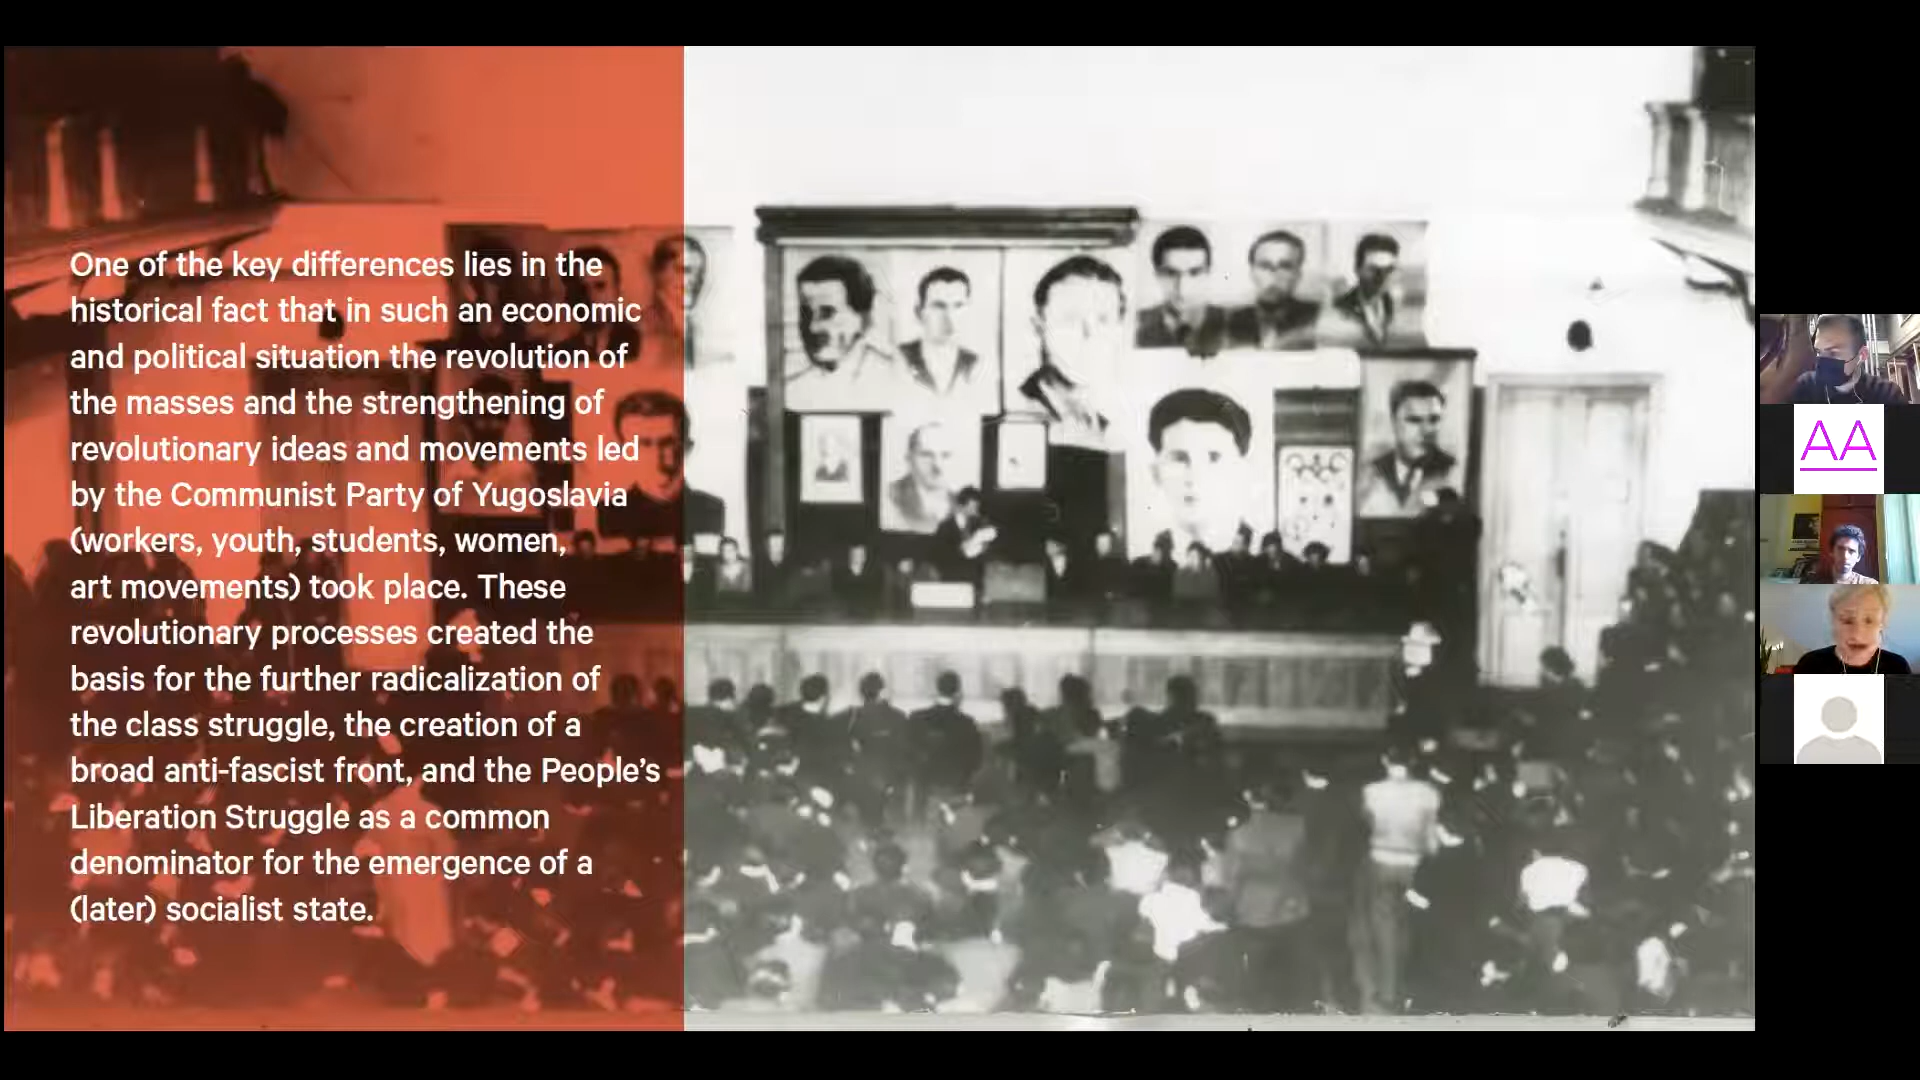 One of the key differences lies in the
historical fact that in such an economic
and political situation the revolution of
the masses and the strengthening of
revolutionary ideas and movements led
by the Communist Party of Yugoslavia
(workers, youth, students, women,
art movements) took place. These
revolutionary processes created the
basis for the further radicalization of
the class struggle, the creation of a
broad anti-fascist front, and the People’s
Liberation Struggle as a common
denominator for the emergence of a
(later) socialist state.
AA